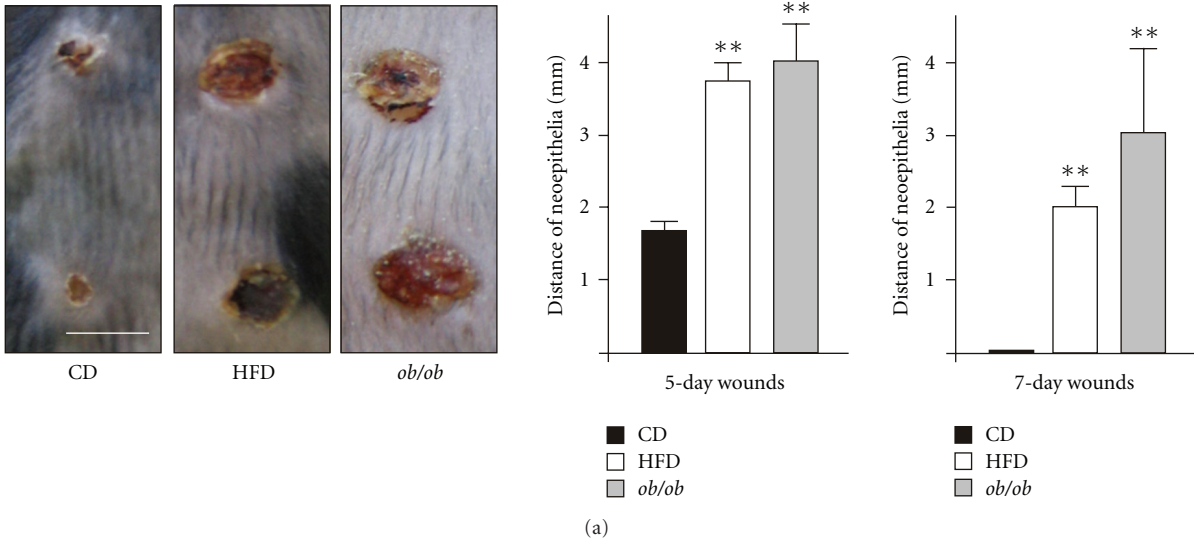 CD
HFD
ob/ob
Distance of neoepithelia (mm)
4
3
2
1
**
**
5-day wounds
CD
HFD
ob/ob
Distance of neoepithelia (mm)
4
3
2
1
**
**
7-day wounds
CD
HFD
ob/ob
(a)